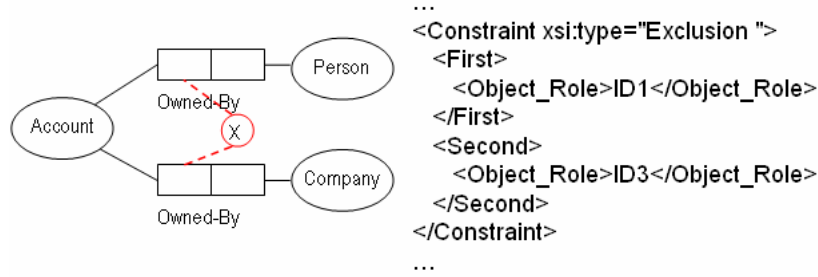 Account
Owned-By
Person
X
Owned-By
Company
...
<Constraint xsi:type="Exclusion ">
<First>
<Object_Role>ID1</Object_Role>
</First>
<Second>
<Object_Role>ID3</Object_Role>
</Second>
</Constraint>
...